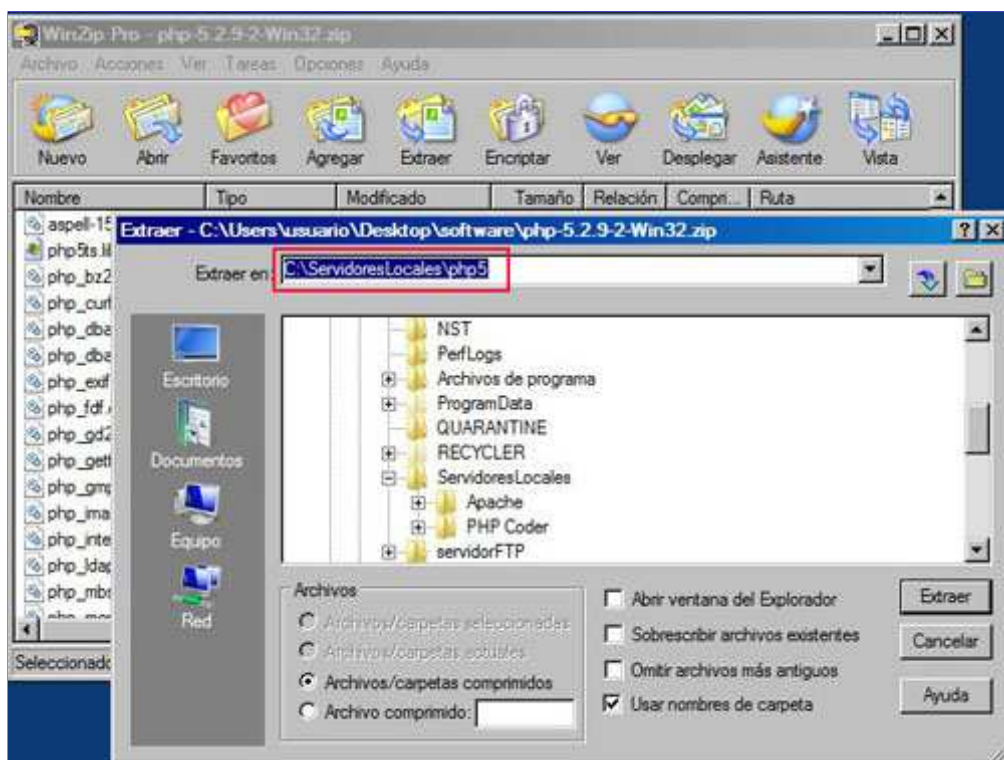 WinZip Pro - php-5.2.9-2-Win32.zip
Archivo Acciones Ver Tareas Opciones Ayuda
Nuevo Abrir Favoritos Agregar Extraer Encriptar Ver Desplegar Asistente Vista
Nombre Tipo Modificado Tamaño Relación Compri... Ruta
aspell-15
Extraer - C:\Users\usuario\Desktop\software\php-5.2.9-2-Win32.zip
php5ts.li
Extraer en: C:\ServidoresLocales\php5
php_bz2
php_curl
php_dba
php_dba
php_exif
php_fdf.
php_gd2
php_gett
php_gmp
php_ima
php_inte
php_ldap
php_mbs
Seleccionado
Escritorio
Documentos
Equipo
Red
NST
PerfLogs
Archivos de programa
ProgramData
QUARANTINE
RECYCLER
ServidoresLocales
Apache
PHP Coder
servidorFTP
Archivos
Archivos/carpetas seleccionados
Archivos/carpetas actuales
Archivos/carpetas comprimidos
Archivo comprimido:
Abrir ventana del Explorador
Sobrescribir archivos existentes
Omitir archivos más antiguos
Usar nombres de carpeta
Extraer
Cancelar
Ayuda